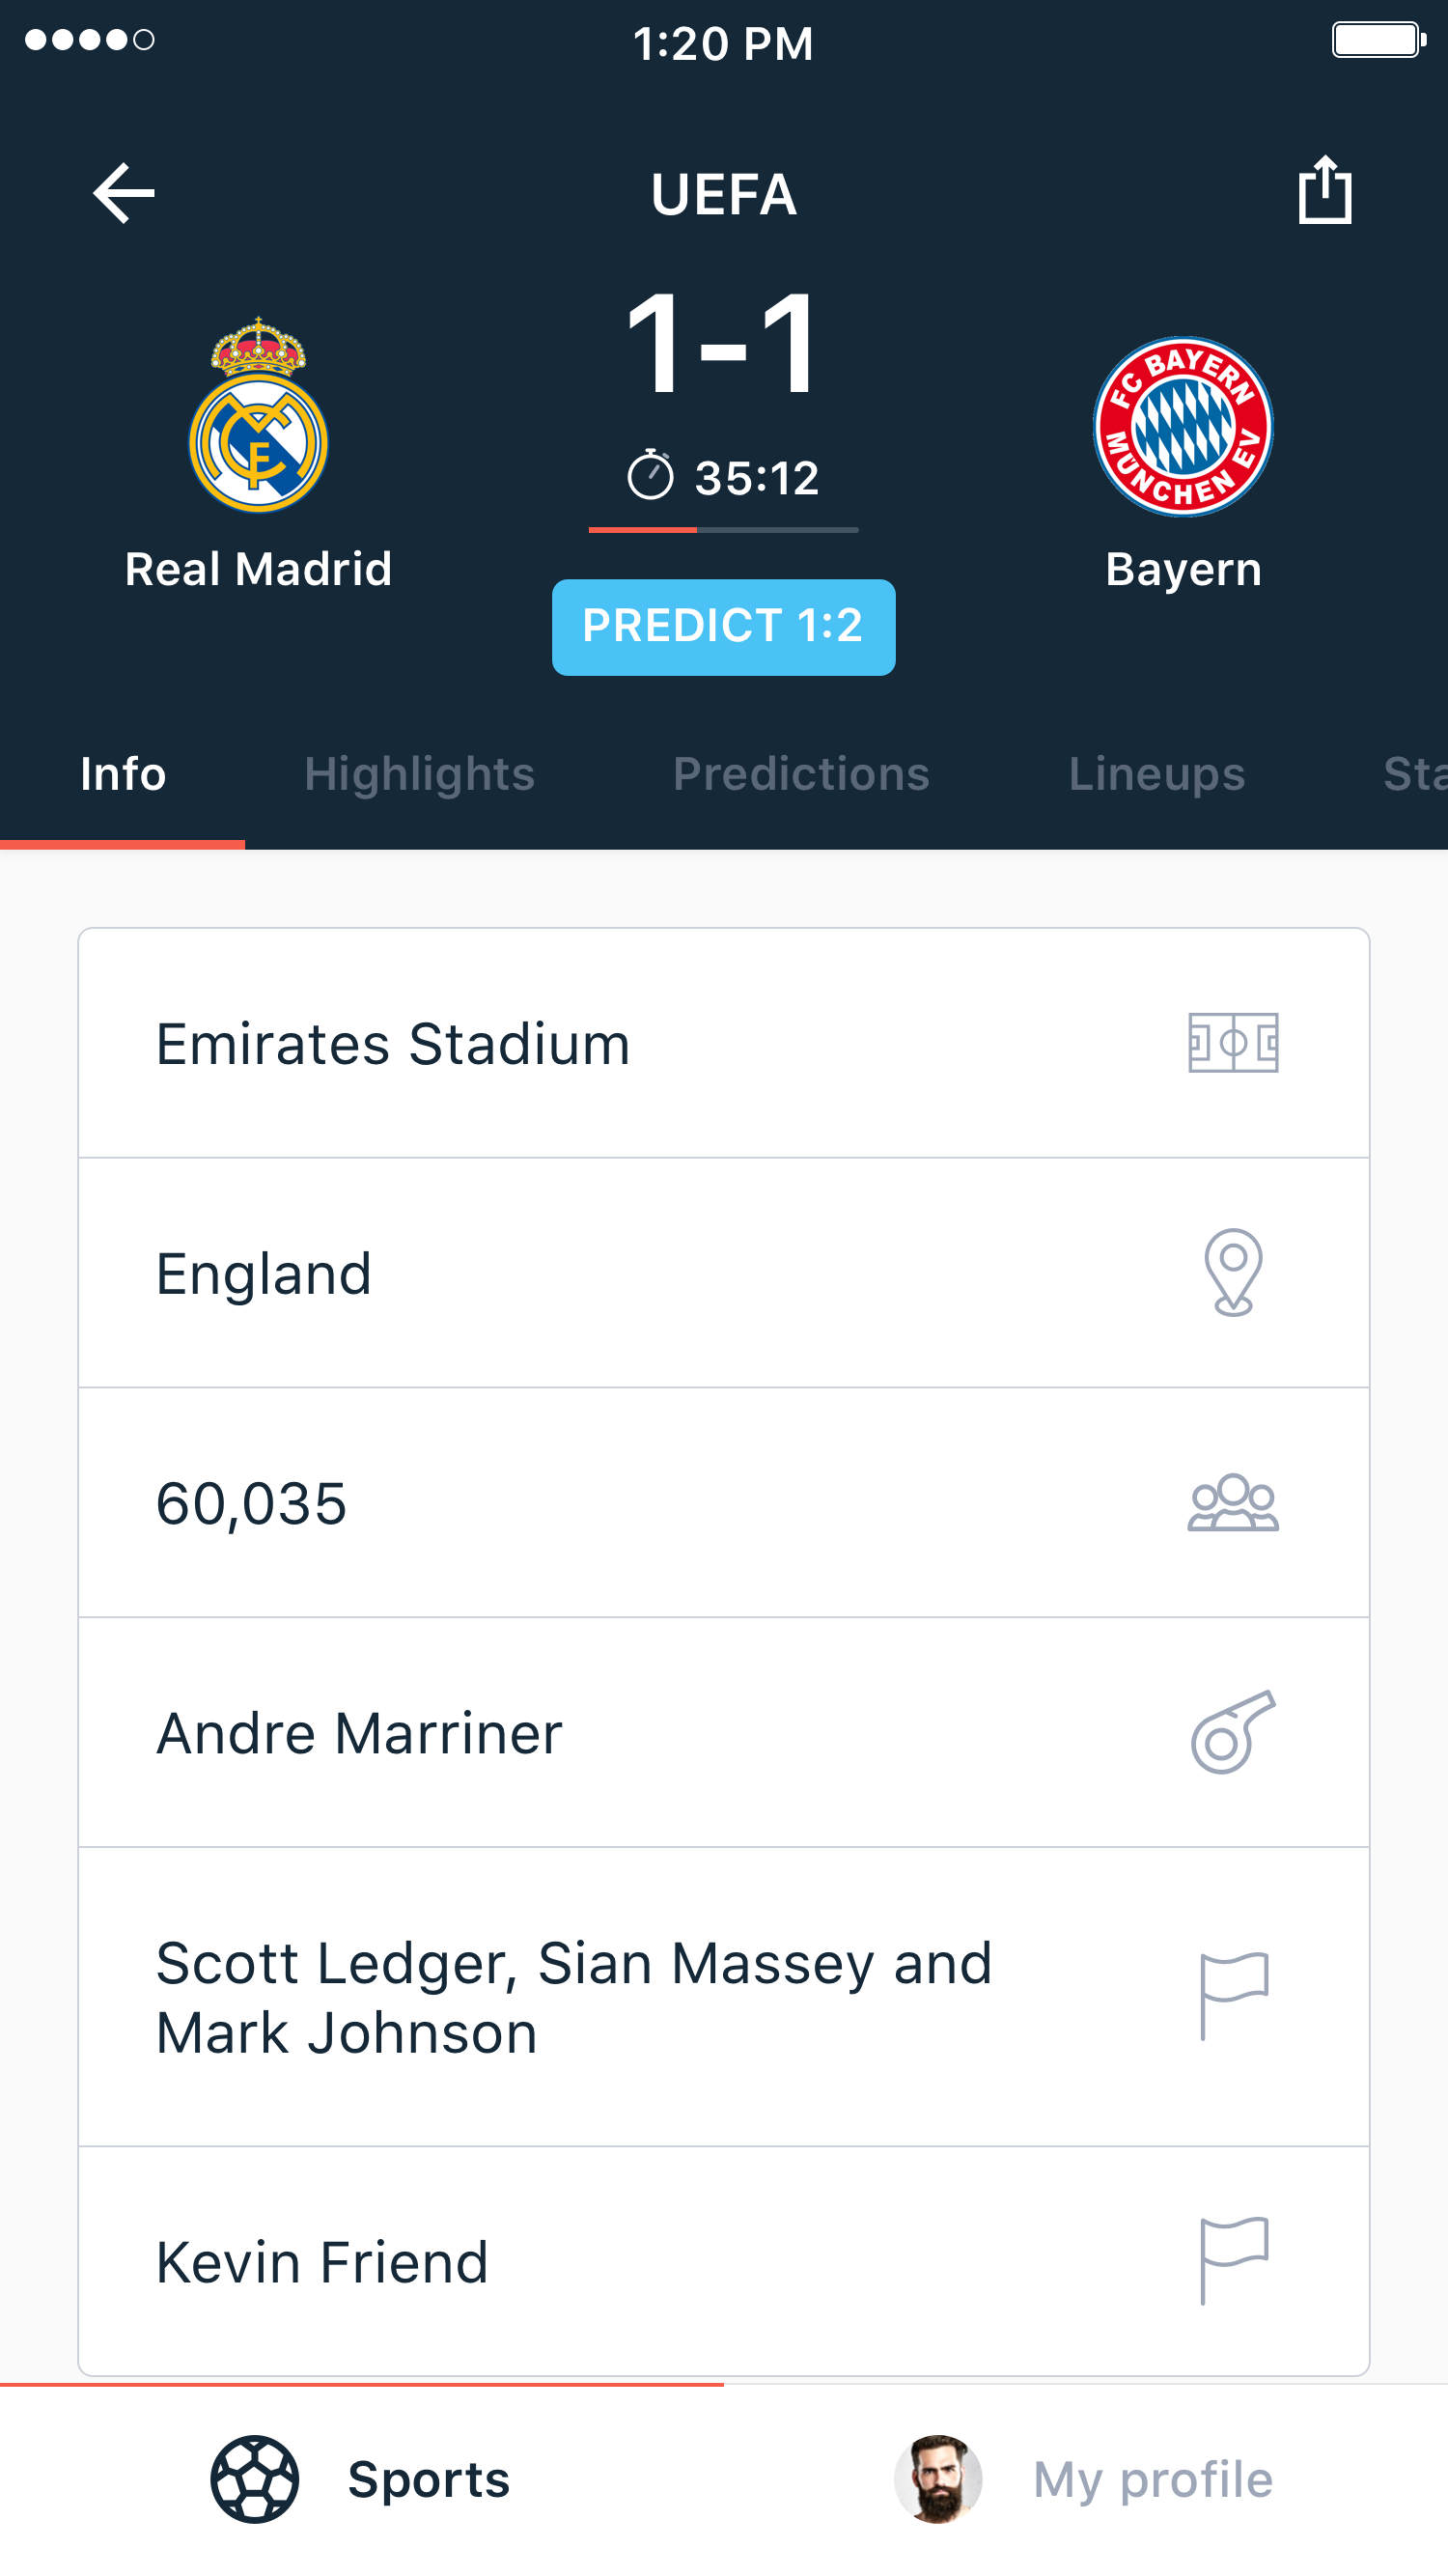 1:20 PM
UEFA
1-1
35:12
Real Madrid
FC BAYERN
MÜNCHEN EV
Bayern
PREDICT 1:2
Info Highlights Predictions Lineups Sta
Emirates Stadium
England
60,035
Andre Marriner
Scott Ledger, Sian Massey and
Mark Johnson
Kevin Friend
Sports My profile